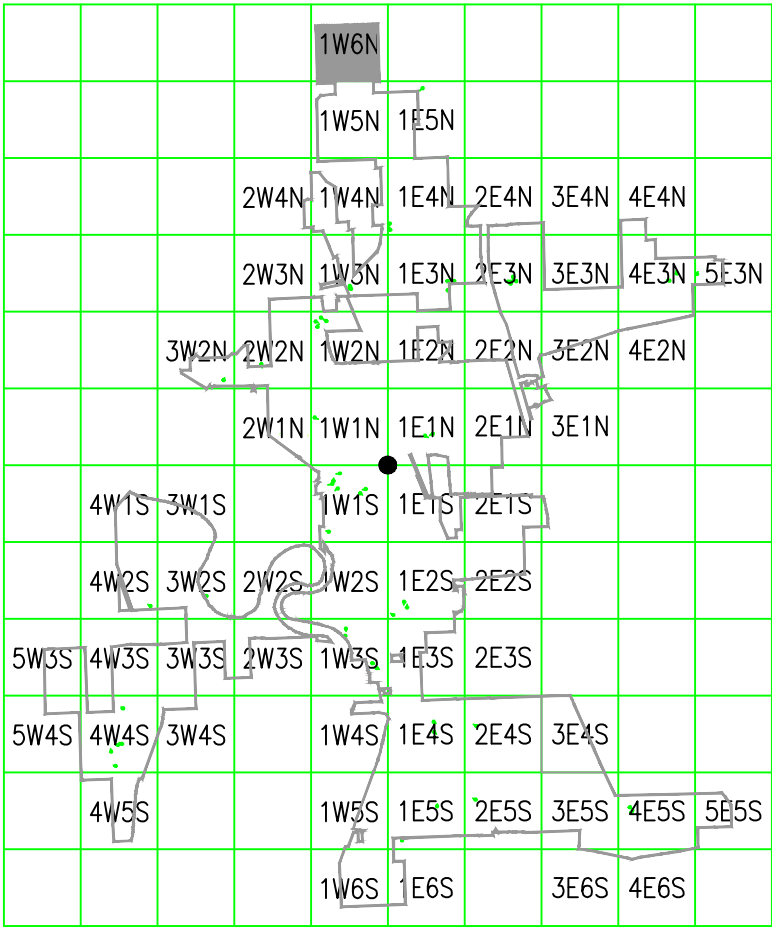 1W6N
1W5N 1E5N
2W4N 1W4N 1E4N 2E4N 3E4N 4E4N
2W3N 1W3N 1E3N 2E3N 3E3N 4E3N 5E3N
3W2N 2W2N 1W2N 1E2N 2E2N 3E2N 4E2N
2W1N 1W1N 1E1N 2E1N 3E1N
4W1S 3W1S 1W1S 1E1S 2E1S
4W2S 3W2S 2W2S 1W2S 1E2S 2E2S
5W3S 4W3S 3W3S 2W3S 1W3S 1E3S 2E3S
5W4S 4W4S 3W4S 1W4S 1E4S 2E4S 3E4S
4W5S 1W5S 1E5S 2E5S 3E5S 4E5S 5E5S
1W6S 1E6S 3E6S 4E6S